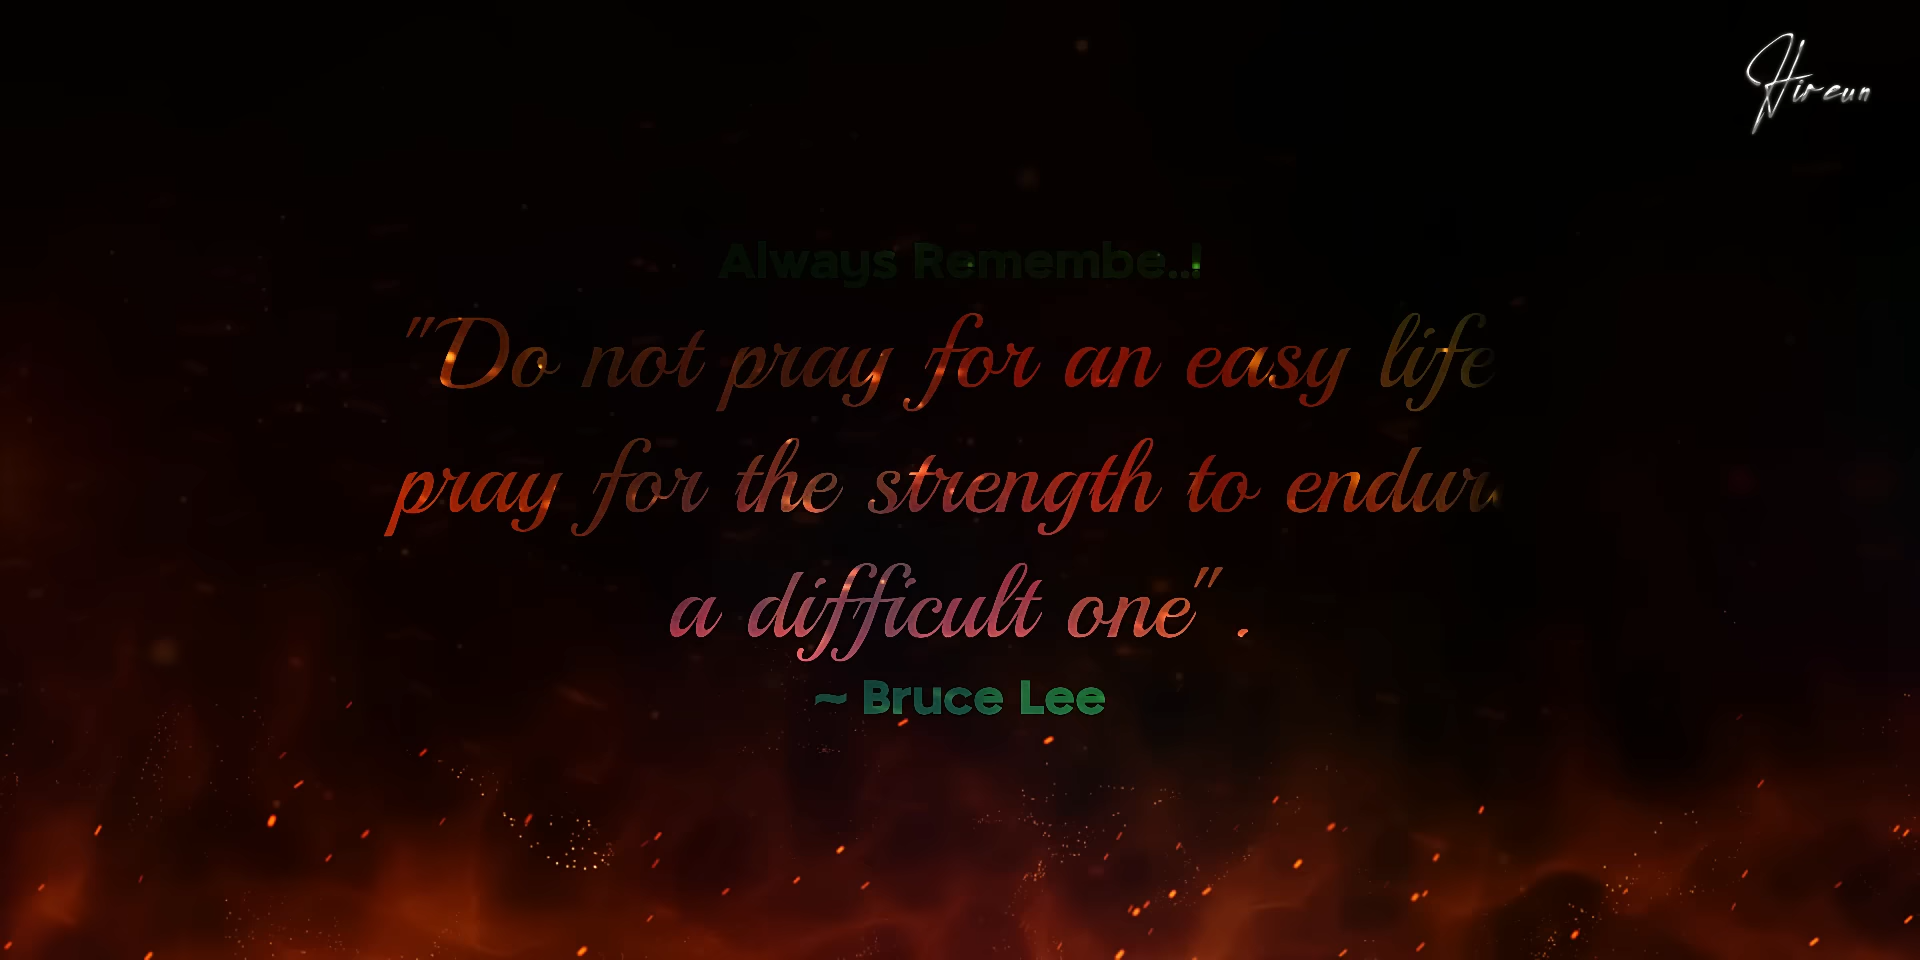 Hircun
Always Remembe..!
"Do not pray for an easy life
pray for the strength to endur
a difficult one" .
~ Bruce Lee